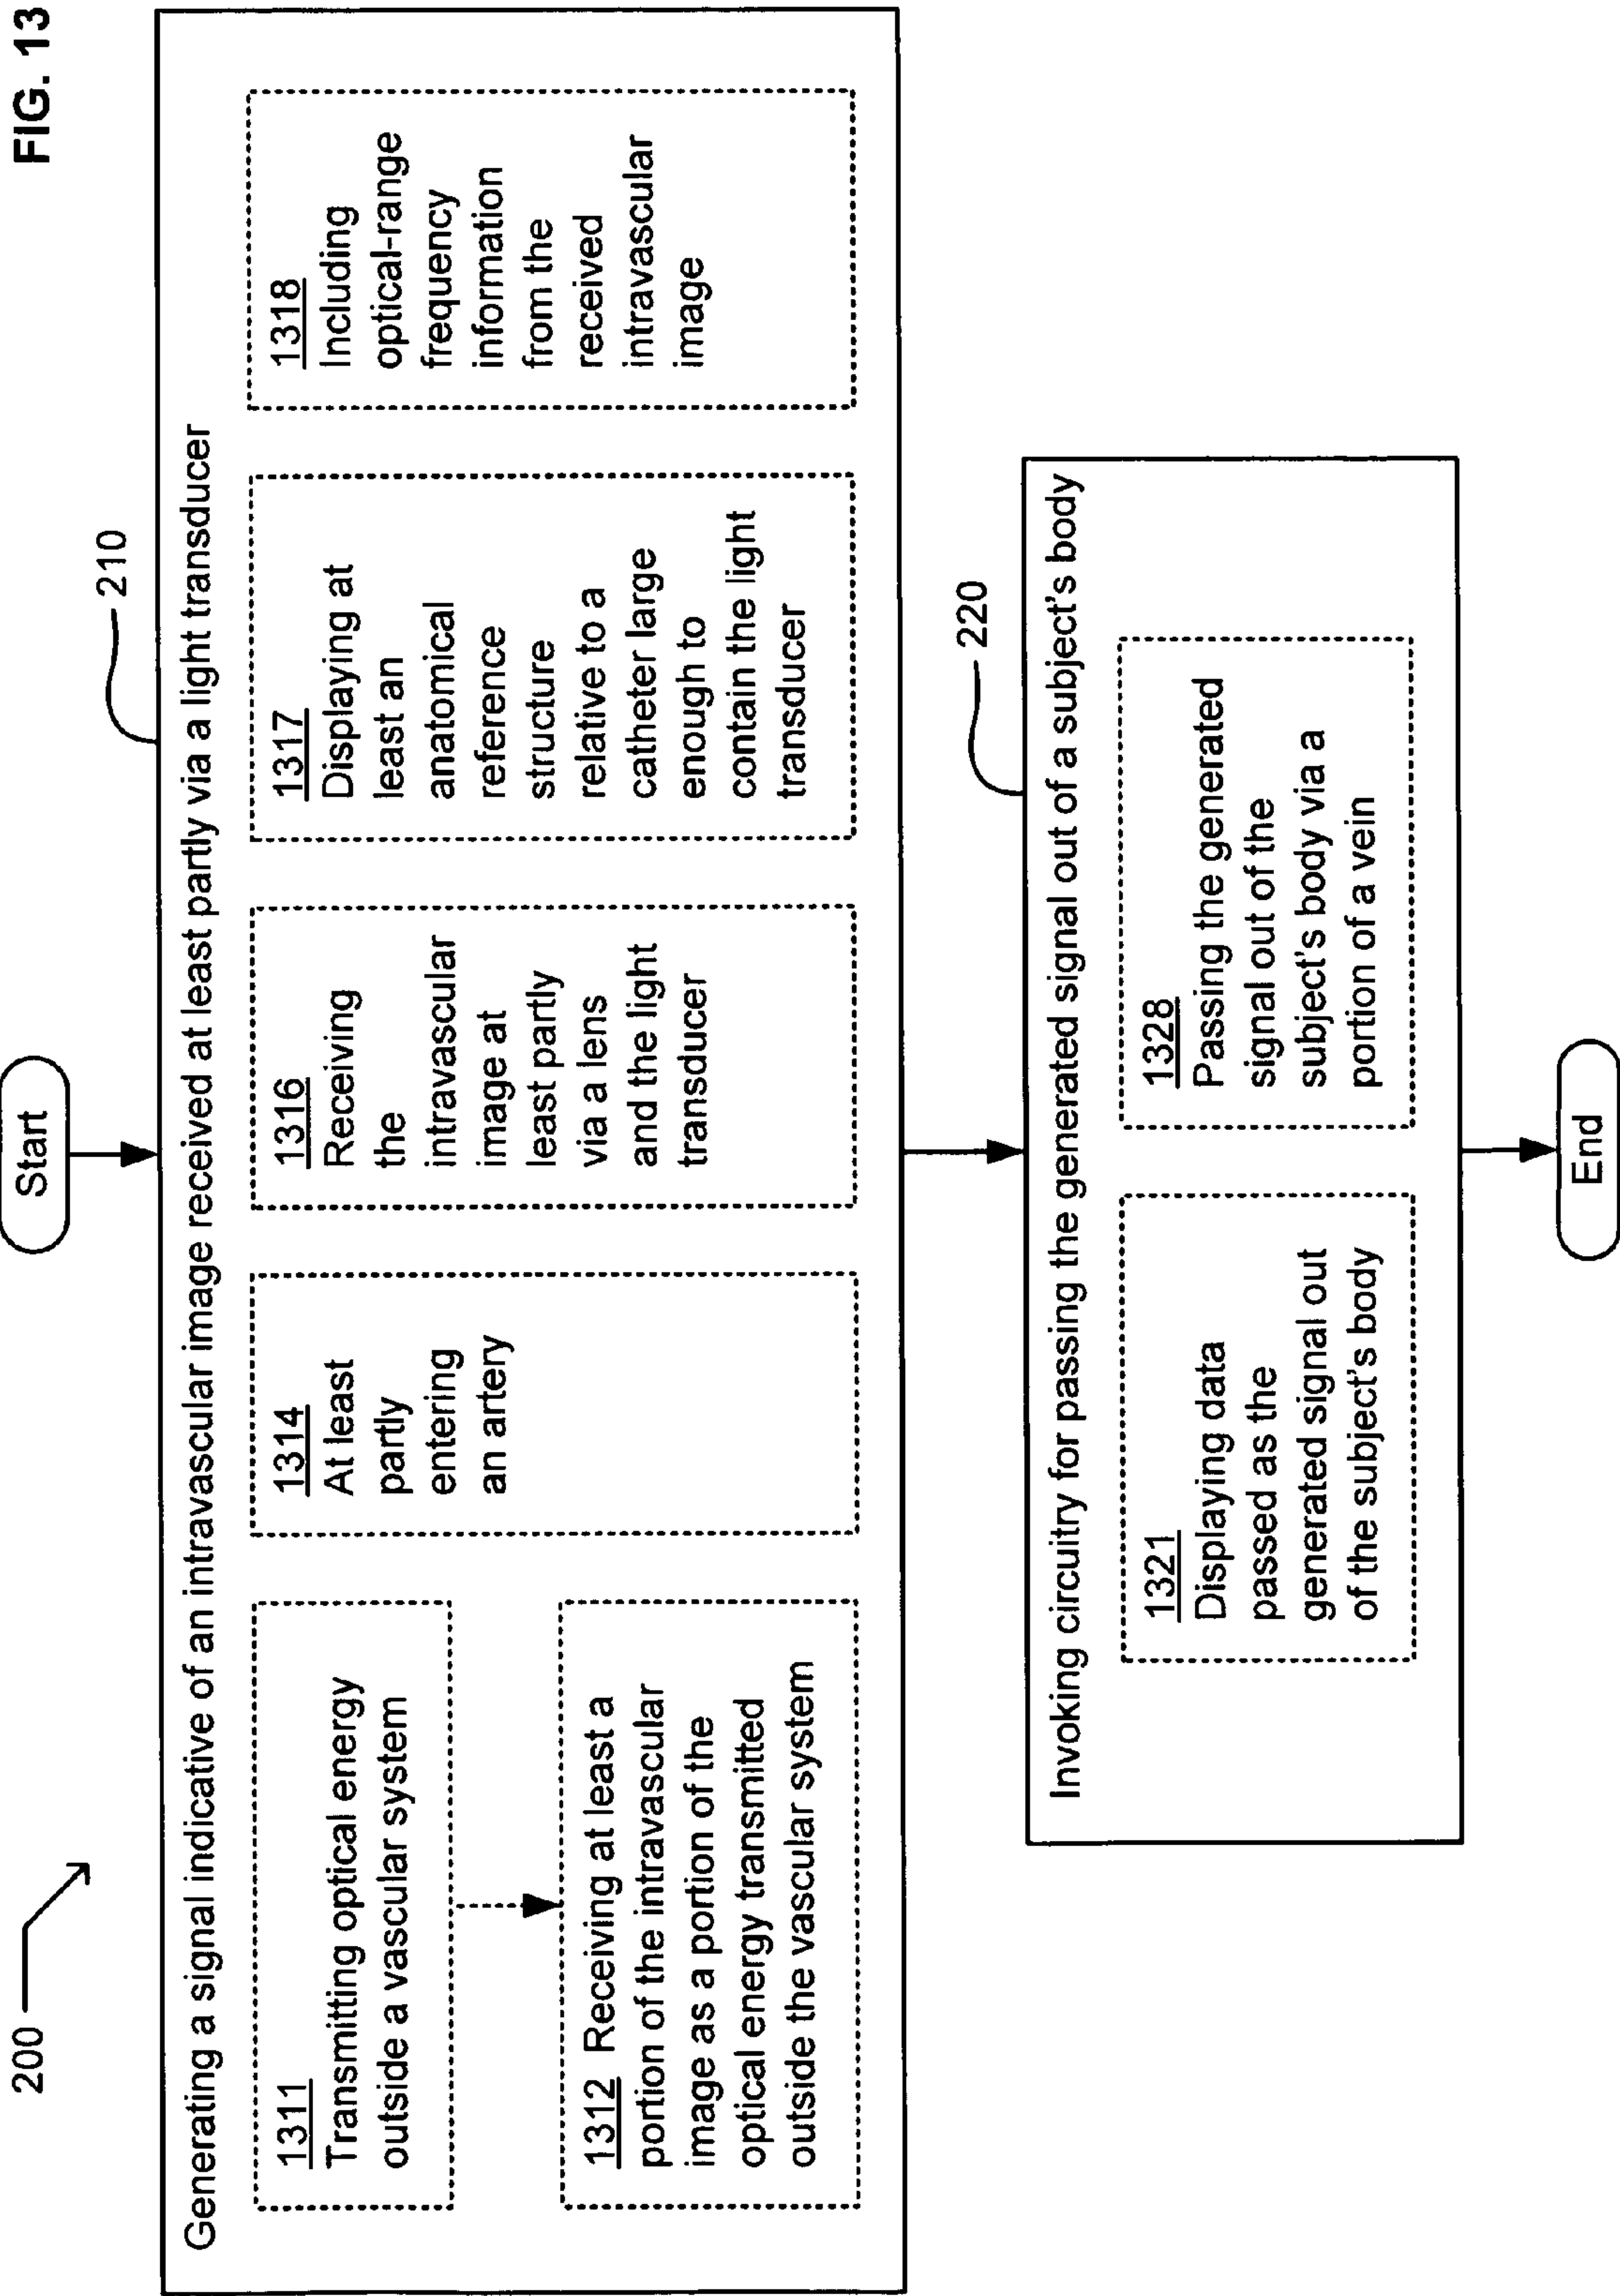 FIG. 13
200
Start
210
Generating a signal indicative of an intravascular image received at least partly via a light transducer
1311
Transmitting optical energy
outside a vascular system
1312 Receiving at least a
portion of the intravascular
image as a portion of the
optical energy transmitted
outside the vascular system
1314
At least
partly
entering
an artery
1316
Receiving
the
intravascular
image at
least partly
via a lens
and the light
transducer
1317
Displaying at
least an
anatomical
reference
structure
relative to a
catheter large
enough to
contain the light
transducer
1318
Including
optical-range
frequency
information
from the
received
intravascular
image
220
Invoking circuitry for passing the generated signal out of a subject's body
1321
Displaying data
passed as the
generated signal out
of the subject's body
1328
Passing the generated
signal out of the
subject's body via a
portion of a vein
End